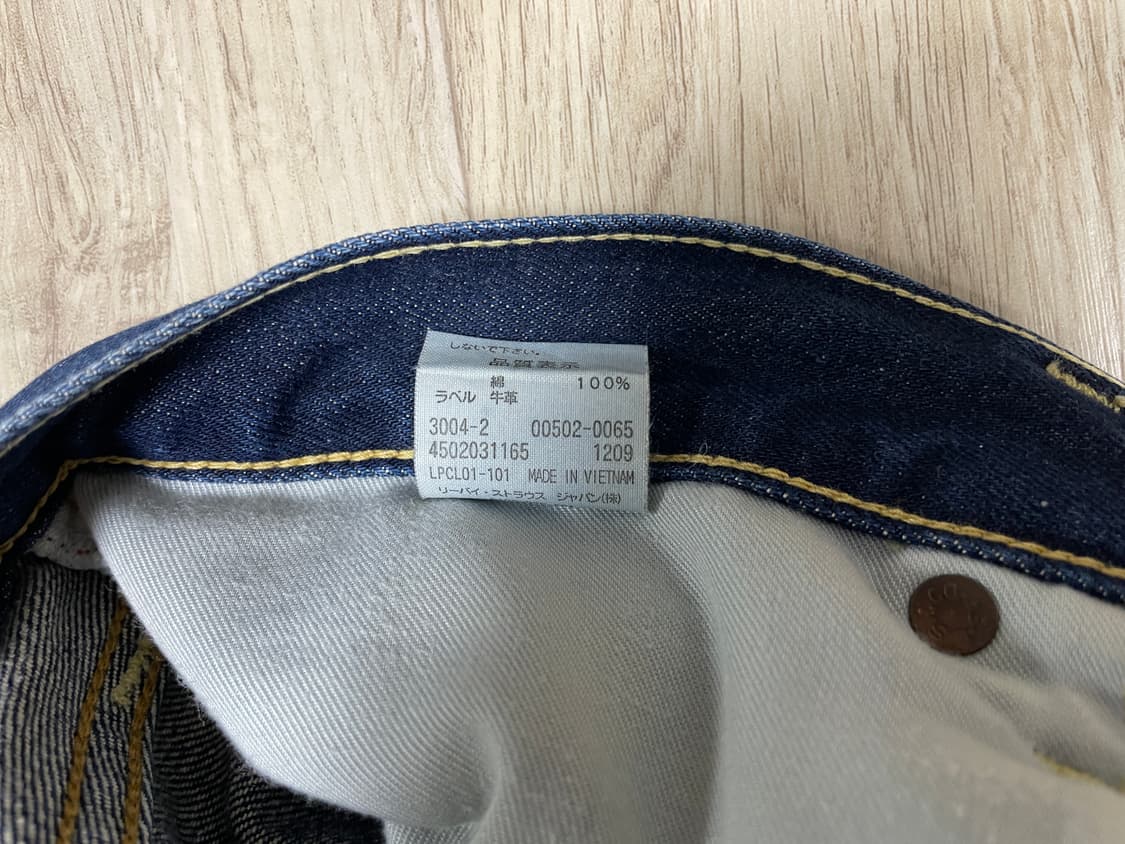 しないで下さい。
品質表示
綿 100%
ラベル 牛革
3004-2 00502-0065
4502031165 1209
LPCL01-101 MADE IN VIETNAM
リーバイ・ストラウス ジャパン(株)